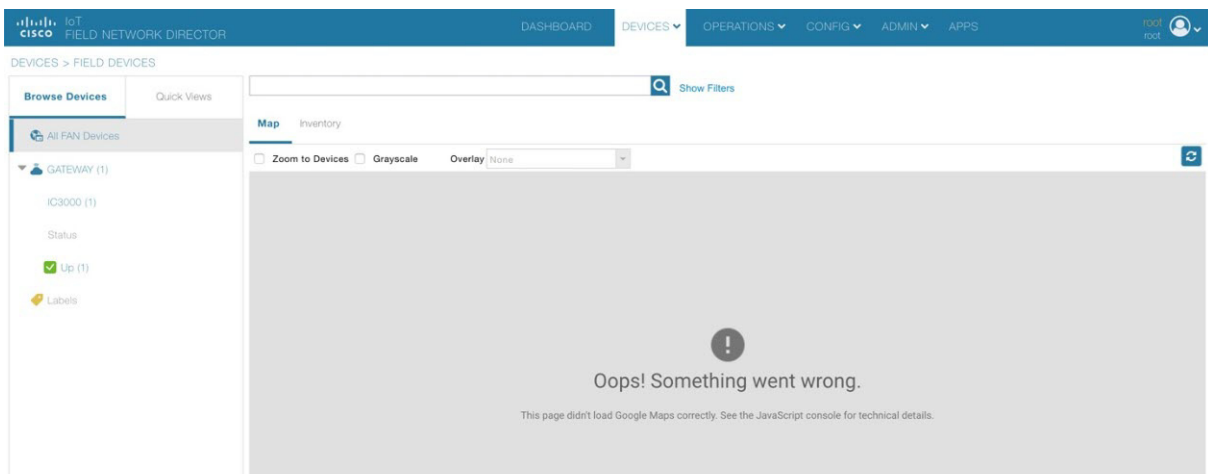 IoT
CISCO FIELD NETWORK DIRECTOR
DASHBOARD DEVICES OPERATIONS CONFIG ADMIN APPS
root
root
DEVICES > FIELD DEVICES
Browse Devices Quick Views
Show Filters
All FAN Devices
Map Inventory
Zoom to Devices Grayscale Overlay None
GATEWAY (1)
IC3000 (1)
Status
Up (1)
Labels
Oops! Something went wrong.
This page didn't load Google Maps correctly. See the JavaScript console for technical details.